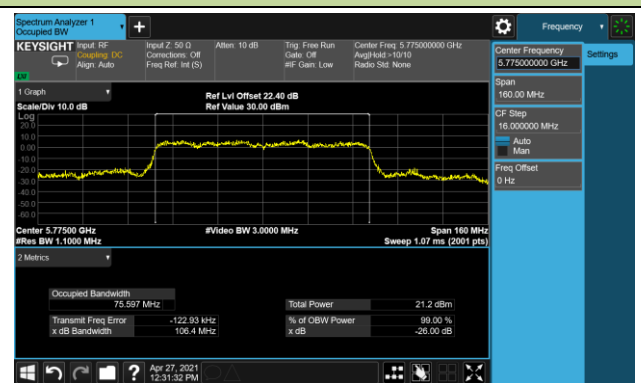 Spectrum Analyzer 1
Occupied BW
+
Frequency
KEYSIGHT
Input: RF
Coupling: DC
Align: Auto
Input Z: 50 Ω
Corrections: Off
Freq Ref: Int (S)
Atten: 10 dB
Trig: Free Run
Gate: Off
#IF Gain: Low
Center Freq: 5.775000000 GHz
Avg|Hold:>10/10
Radio Std: None
Center Frequency
5.775000000 GHz
Settings
Span
160.00 MHz
CF Step
16.000000 MHz
Auto
Man
Freq Offset
0 Hz
1 Graph
Scale/Div 10.0 dB
Ref Lvl Offset 22.40 dB
Ref Value 30.00 dBm
Log
20.0
10.0
0.00
-10.0
-20.0
-30.0
-40.0
-50.0
-60.0
Center 5.77500 GHz
#Res BW 1.1000 MHz
#Video BW 3.0000 MHz
Span 160 MHz
Sweep 1.07 ms (2001 pts)
2 Metrics
Occupied Bandwidth
75.597 MHz
Total Power 21.2 dBm
Transmit Freq Error -122.93 kHz
% of OBW Power 99.00 %
x dB Bandwidth 106.4 MHz
x dB -26.00 dB
?
Apr 27, 2021
12:31:32 PM